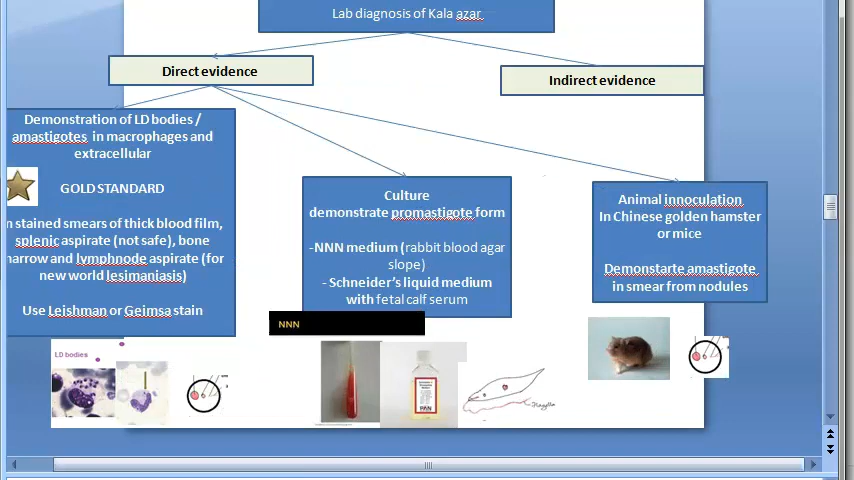 Lab diagnosis of Kala azar
Direct evidence
Indirect evidence
Demonstration of LD bodies /
amastigotes in macrophages and
extracellular
GOLD STANDARD
n stained smears of thick blood film,
splenic aspirate (not safe), bone
narrow and lymphnode aspirate (for
new world lesimaniasis)
Use Leishman or Geimsa stain
Culture
demonstrate promastigote form
-NNN medium (rabbit blood agar
slope)
- Schneider's liquid medium
with fetal calf serum
Animal innoculation
In Chinese golden hamster
or mice
Demonstarte amastigote
in smear from nodules
NNN
LD bodies
PAN
Flagella